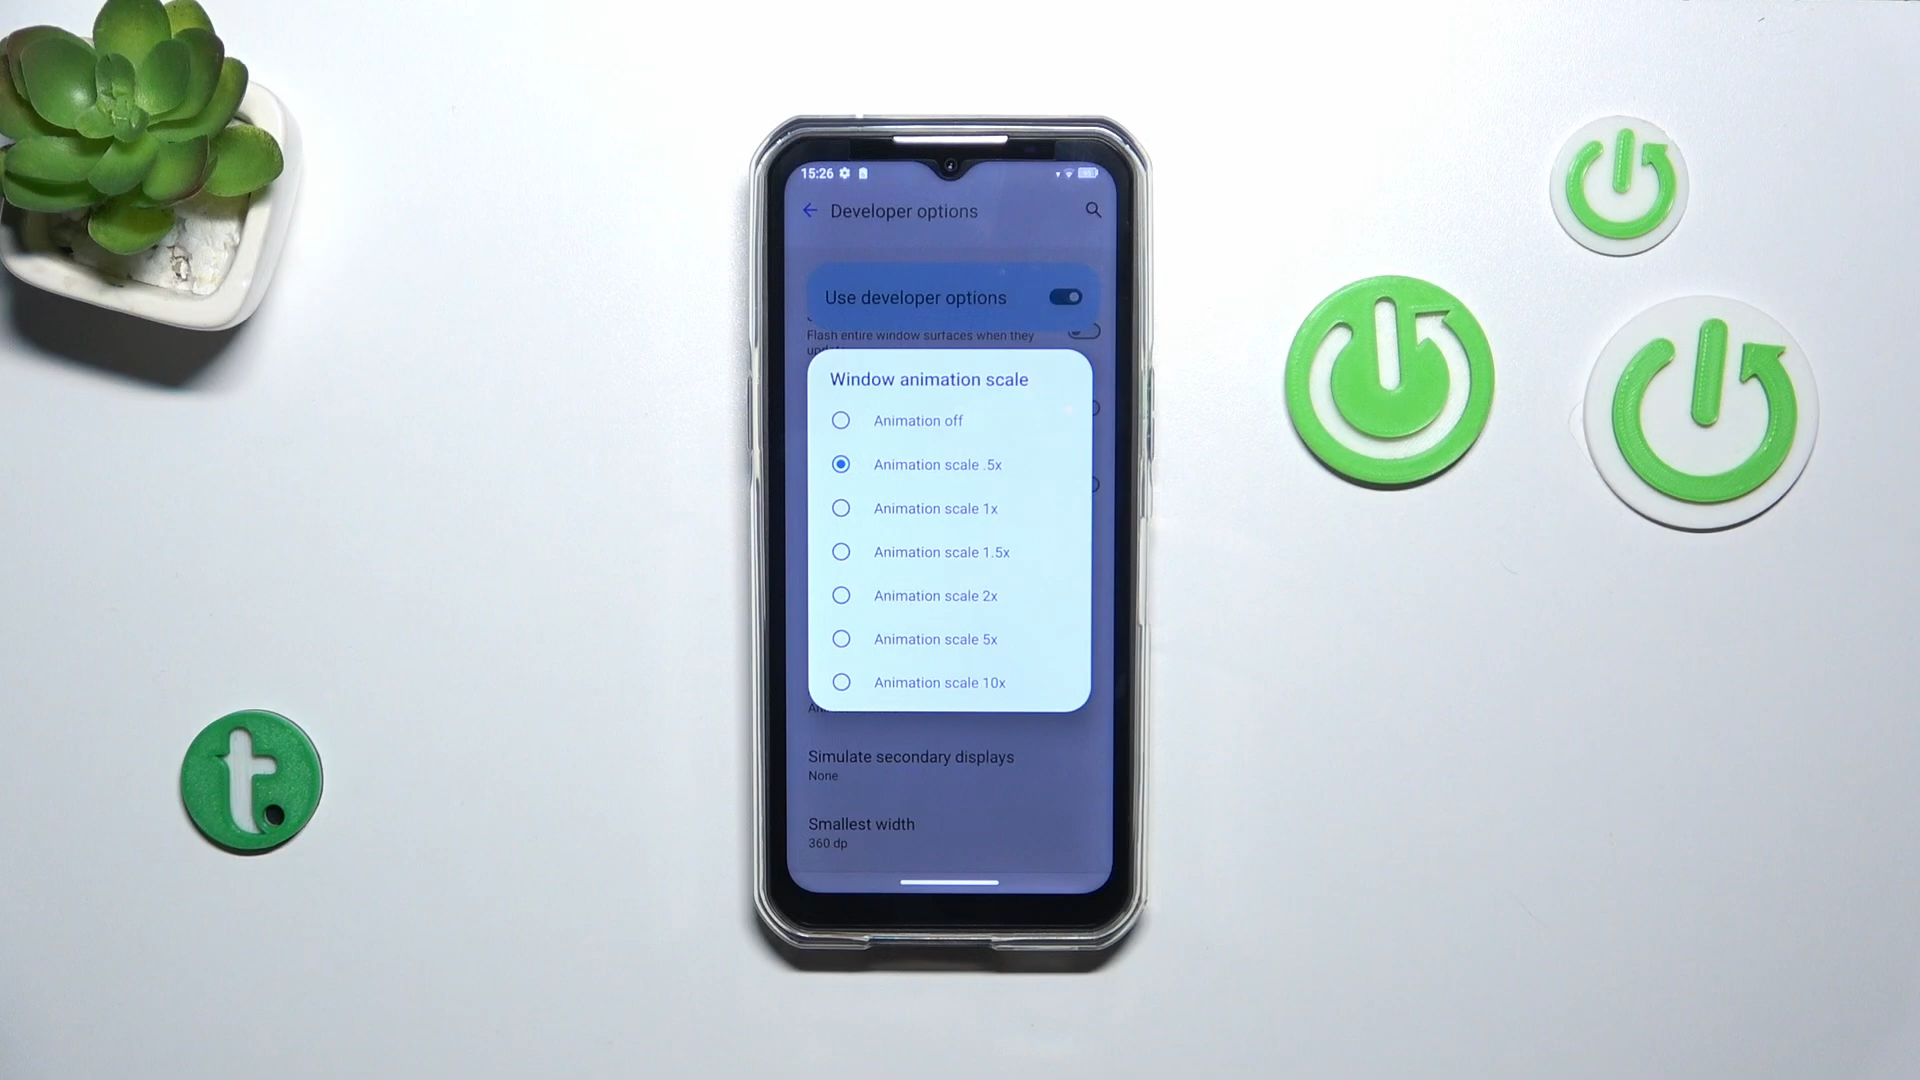 15:26
Developer options
Use developer options
Flash entire window surfaces when they
Window animation scale
Animation off
Animation scale .5x
Animation scale 1x
Animation scale 1.5x
Animation scale 2x
Animation scale 5x
Animation scale 10x
Simulate secondary displays
None
Smallest width
360 dp
t.